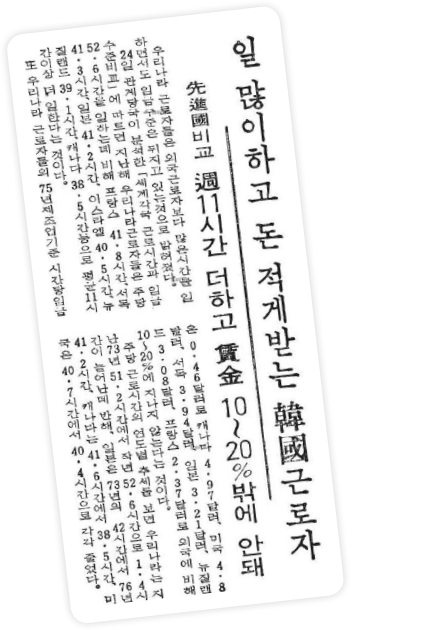 일 많이하고 돈 적게받는 韓國근로자
先進國비교 週11시간 더하고 賃金 10~20%밖에 안돼
우리나라 근로자들은 외국근로자보다 많은시간을 일
하면서도 임금수준은 뒤지고 있는것으로 밝혀졌다.
24일 관계당국이 분석한 「세계각국 근로시간과 임금
수준비교」에 따르면 지난해 우리나라근로자들은 주당
52·6시간을 일하는데 비해 프랑스 41·8시간, 서독
41·3시간, 일본 41·2시간, 이스라엘 40·5시간, 뉴
질랜드 39·1시간, 캐나다 38·5시간등으로 평균11시
간이상 더 일한다는 것이다.
또 우리나라 근로자들의 75년제조업기준 시간당임금
은 0·46달러로 캐나다 4·97달러, 미국 4·8
달러, 서독 3·94달러, 일본 3·21달러, 뉴질랜
드 3·08달러, 프랑스 2·37달러로 외국에 비해
10~20%에 지나지 않는다는 것이다.
주당 근로시간의 연도별 추세를 보면 우리나라는 지
난73년 51·2시간에서 작년 52·6시간으로 1·4시
간이 늘어난데 반해, 일본은 73년의 42시간에서 76년
41·2시간, 캐나다는 41·6시간에서 38·5시간, 미
국은 40·7시간에서 40·4시간으로 각각 줄었다.